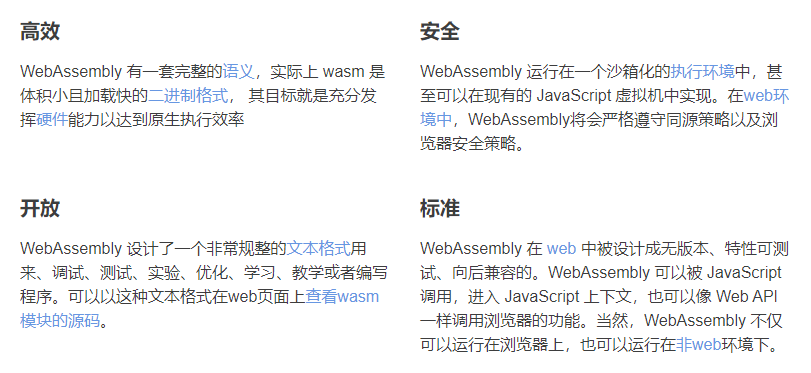 高效
WebAssembly 有一套完整的语义，实际上 wasm 是
体积小且加载快的二进制格式， 其目标就是充分发
挥硬件能力以达到原生执行效率
安全
WebAssembly 运行在一个沙箱化的执行环境中，甚
至可以在现有的 JavaScript 虚拟机中实现。在web环
境中，WebAssembly将会严格遵守同源策略以及浏
览器安全策略。
开放
WebAssembly 设计了一个非常规整的文本格式用
来、调试、测试、实验、优化、学习、教学或者编写
程序。可以以这种文本格式在web页面上查看wasm
模块的源码。
标准
WebAssembly 在 web 中被设计成无版本、特性可测
试、向后兼容的。WebAssembly 可以被 JavaScript
调用，进入 JavaScript 上下文，也可以像 Web API
一样调用浏览器的功能。当然，WebAssembly 不仅
可以运行在浏览器上，也可以运行在非web环境下。